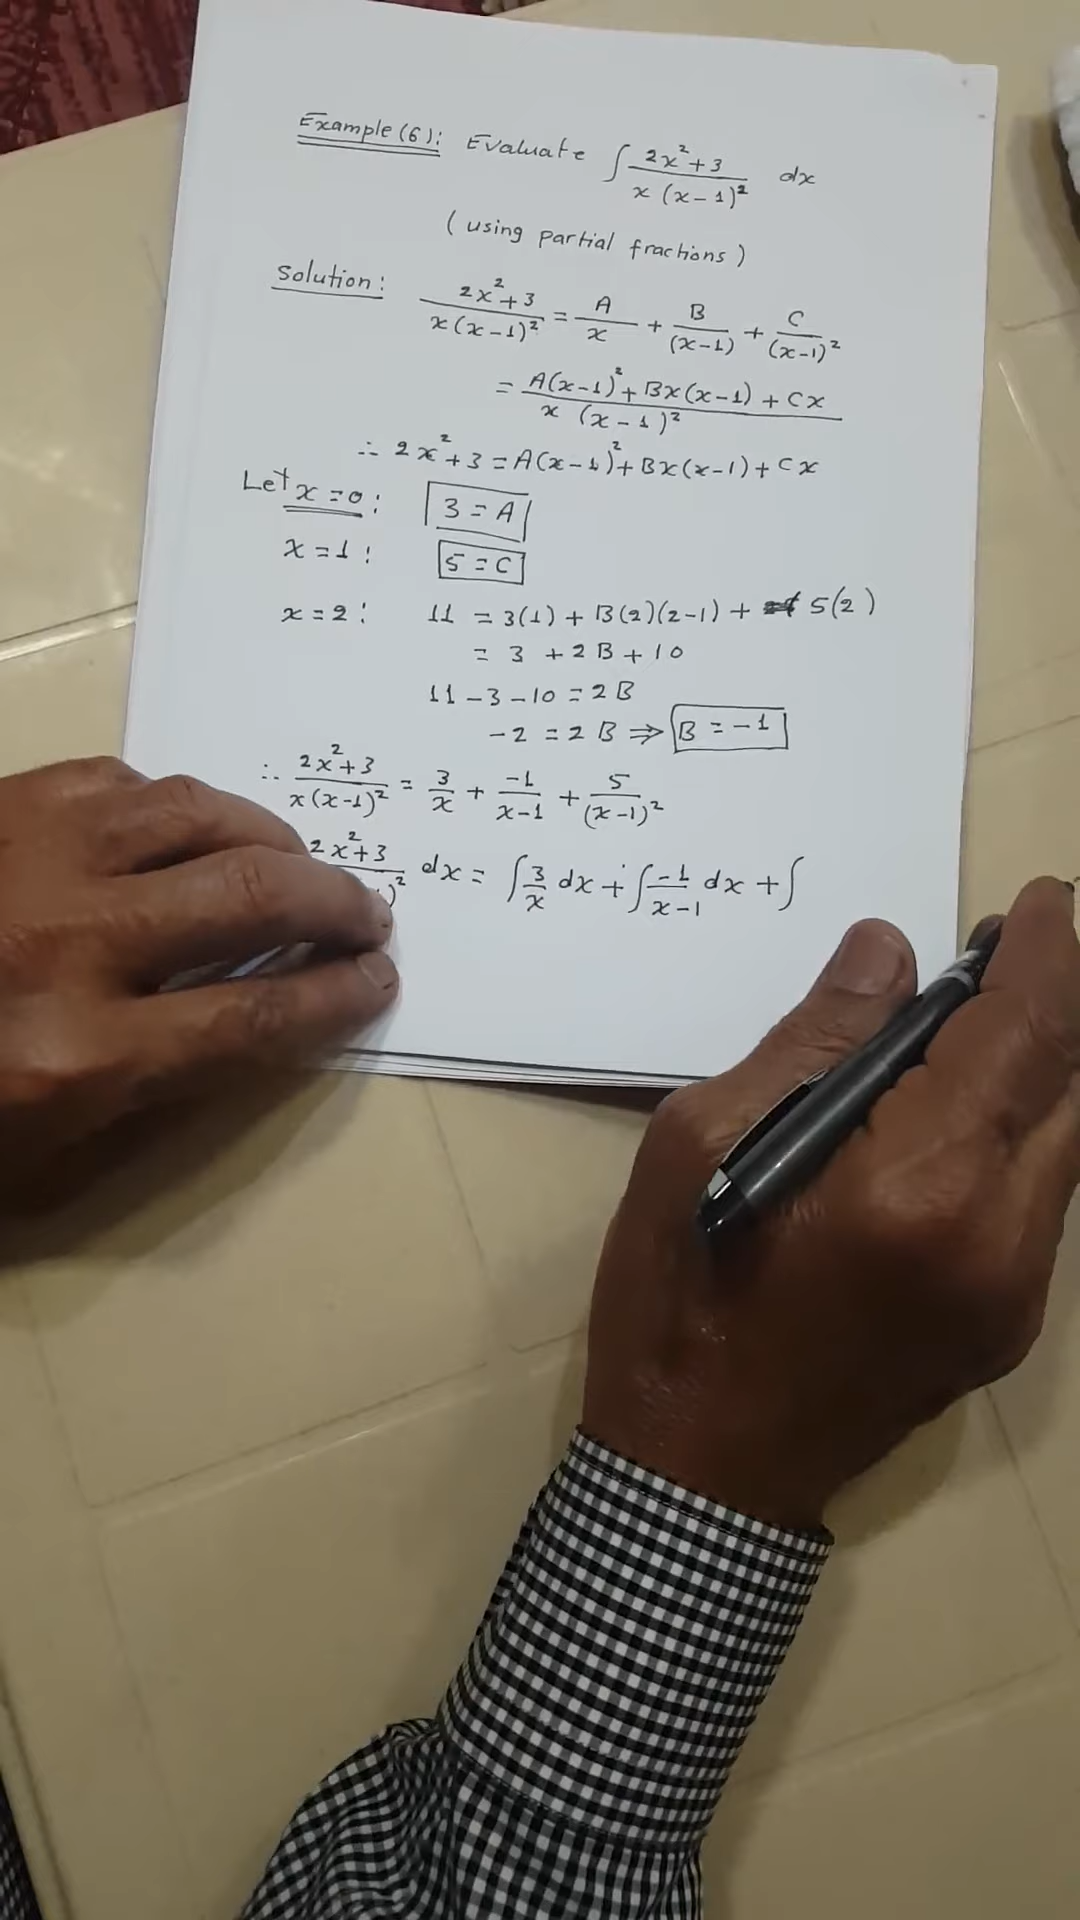 Example (6): Evaluate ∫ (2x²+3)/(x (x-1)²) dx
(using partial fractions)
Solution: (2x²+3)/(x(x-1)²) = A/x + B/(x-1) + C/(x-1)²
= (A(x-1)²+Bx(x-1)+Cx)/(x (x-1)²)
∴ 2x²+3 = A(x-1)²+Bx(x-1)+Cx
Let x=0: 3=A
x=1: 5=C
x=2: 11 = 3(1)+B(2)(2-1)+ 5(2)
= 3 +2B+10
11-3-10=2B
-2=2B ⇒ B=-1
∴ (2x²+3)/(x(x-1)²) = 3/x + -1/(x-1) + 5/(x-1)²
2x²+3 )² dx= ∫3/x dx+∫-1/(x-1) dx+∫